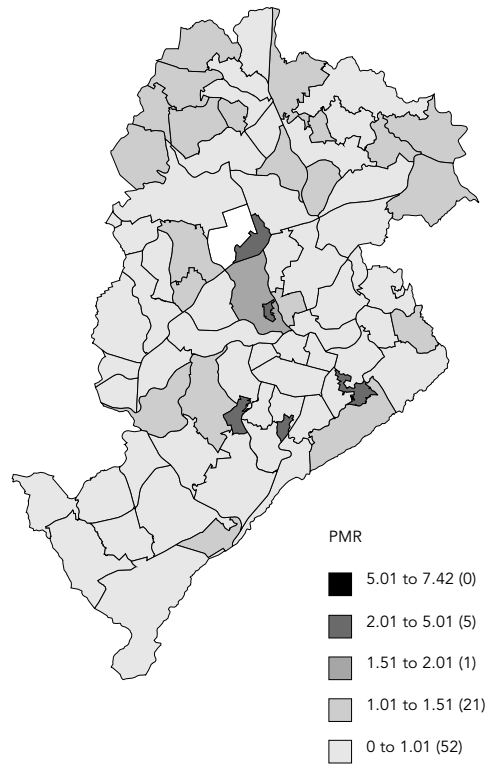 PMR
5.01 to 7.42 (0)
2.01 to 5.01 (5)
1.51 to 2.01 (1)
1.01 to 1.51 (21)
0 to 1.01 (52)